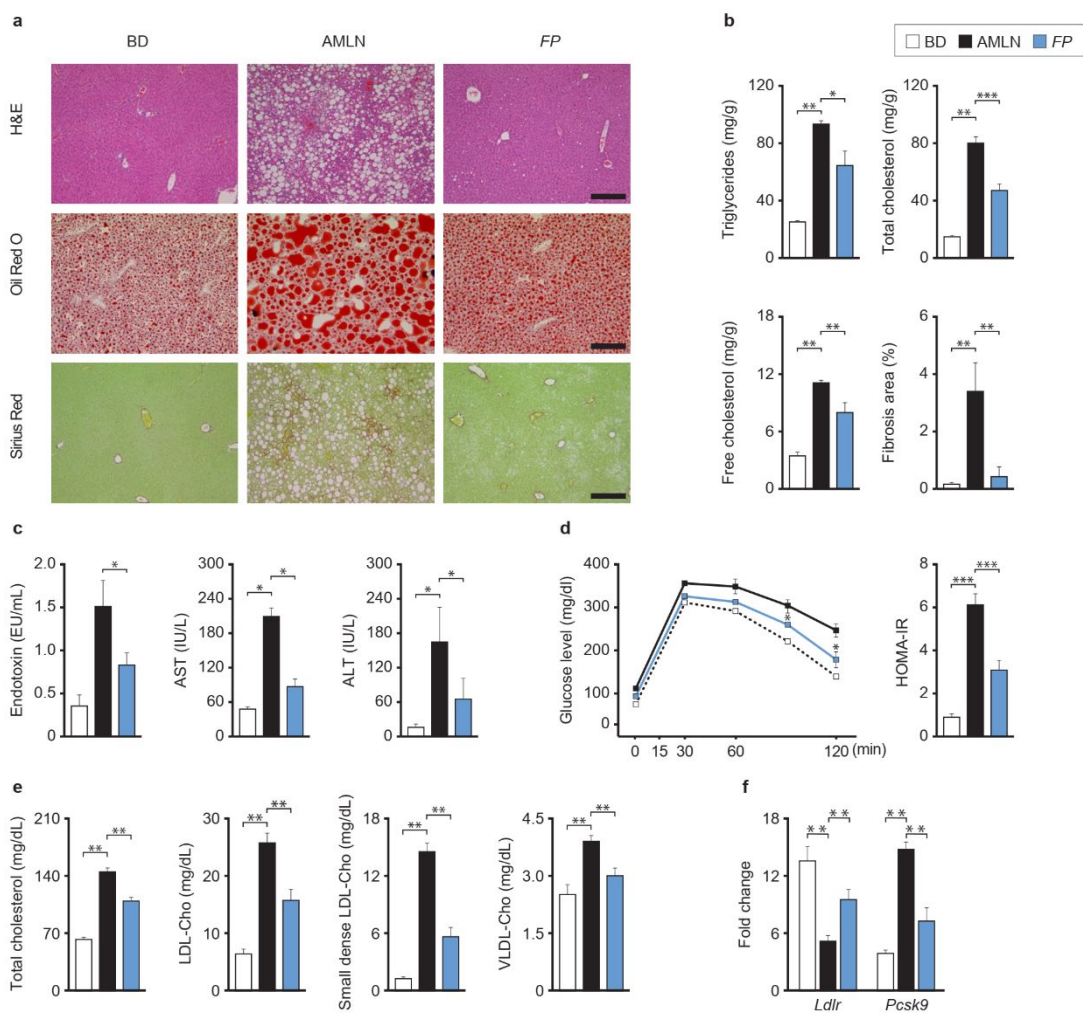 a
BD AMLN FP
H&E
Oil Red O
Sirius Red
b
BD AMLN FP
Triglycerides (mg/g)
120
80
40
0
** *
Total cholesterol (mg/g)
120
80
40
0
** ***
Free cholesterol (mg/g)
18
12
6
0
** **
Fibrosis area (%)
6
4
2
0
** **
c
Endotoxin (EU/mL)
2.0
1.5
1.0
0.5
0
*
AST (IU/L)
300
240
180
120
60
0
* *
ALT (IU/L)
300
240
180
120
60
0
* *
d
Glucose level (mg/dl)
400
300
200
100
0
* *
0 15 30 60 120 (min)
HOMA-IR
8
6
4
2
0
*** ***
e
Total cholesterol (mg/dL)
210
140
70
0
** **
LDL-Cho (mg/dL)
30
20
10
0
** **
Small dense LDL-Cho (mg/dL)
18
12
6
0
** **
VLDL-Cho (mg/dL)
4.5
3.0
1.5
0
** **
f
Fold change
18
12
6
0
** ** ** **
Ldlr Pcsk9